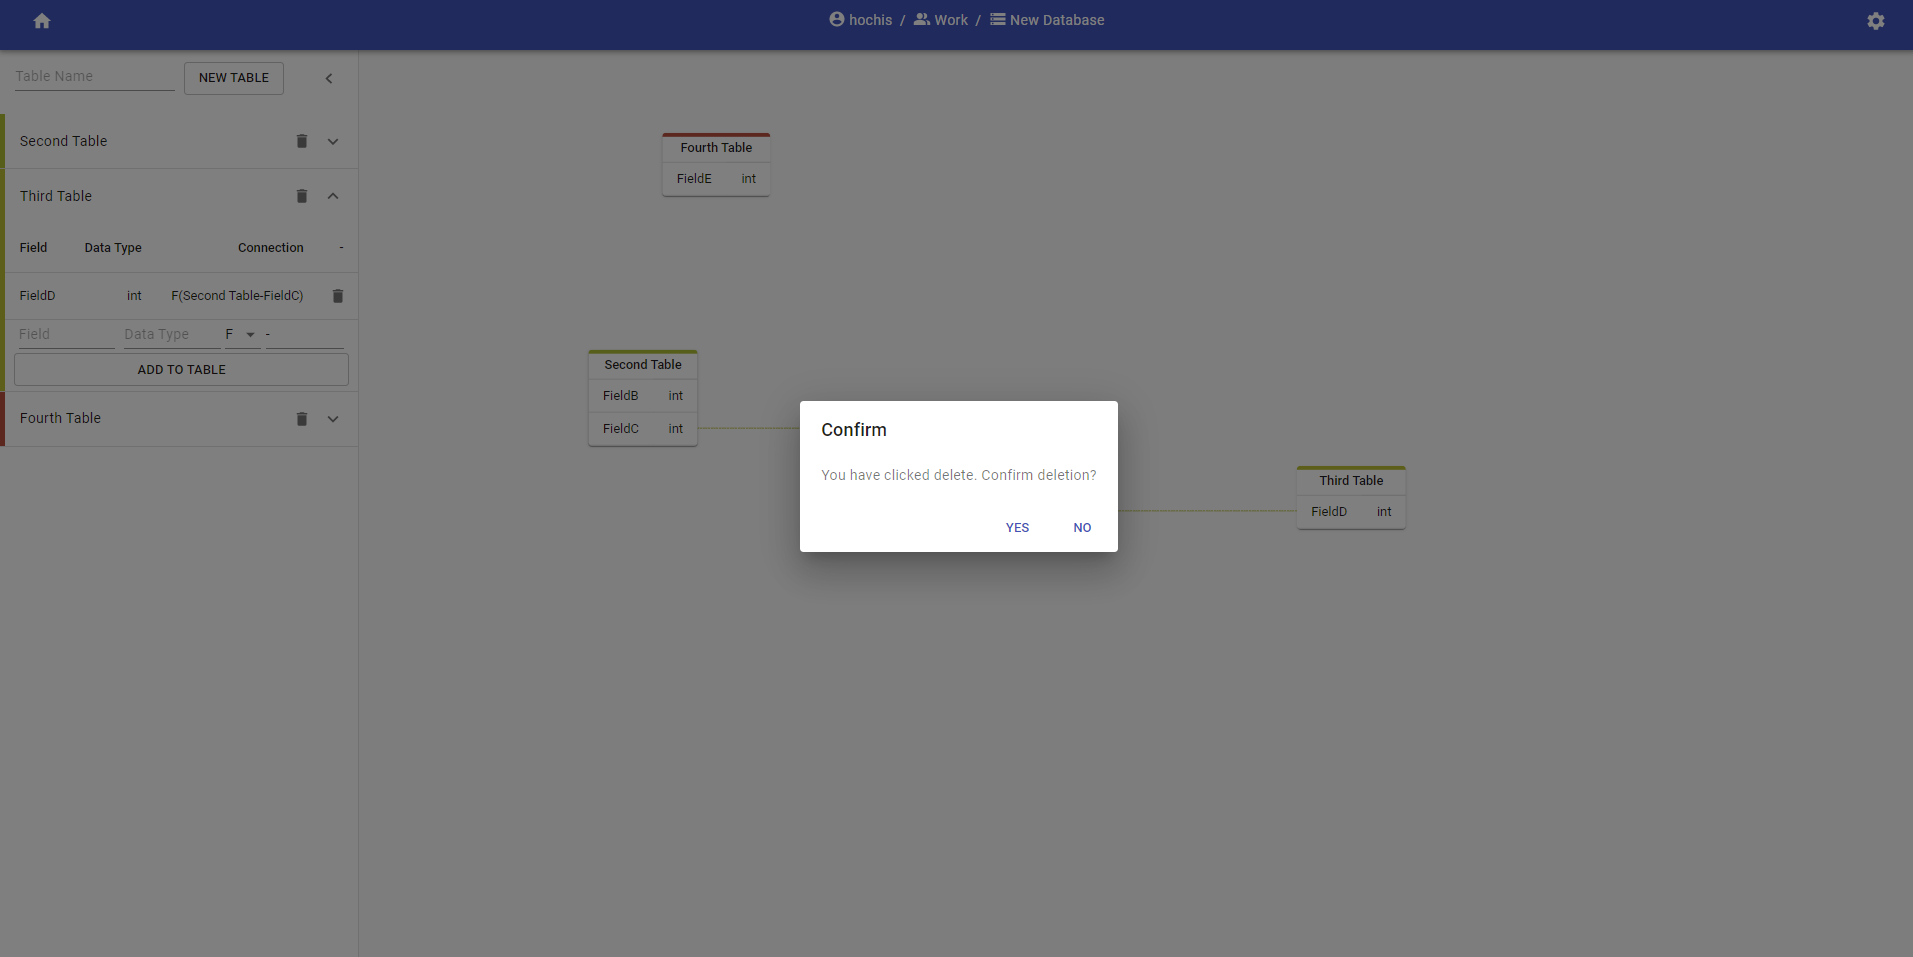 hochis / Work / New Database
Table Name
NEW TABLE
Second Table
Third Table
Field Data Type Connection -
FieldD int F(Second Table-FieldC)
Field Data Type F -
ADD TO TABLE
Fourth Table
Fourth Table
FieldE int
Second Table
FieldB int
FieldC int
Confirm
You have clicked delete. Confirm deletion?
YES NO
Third Table
FieldD int